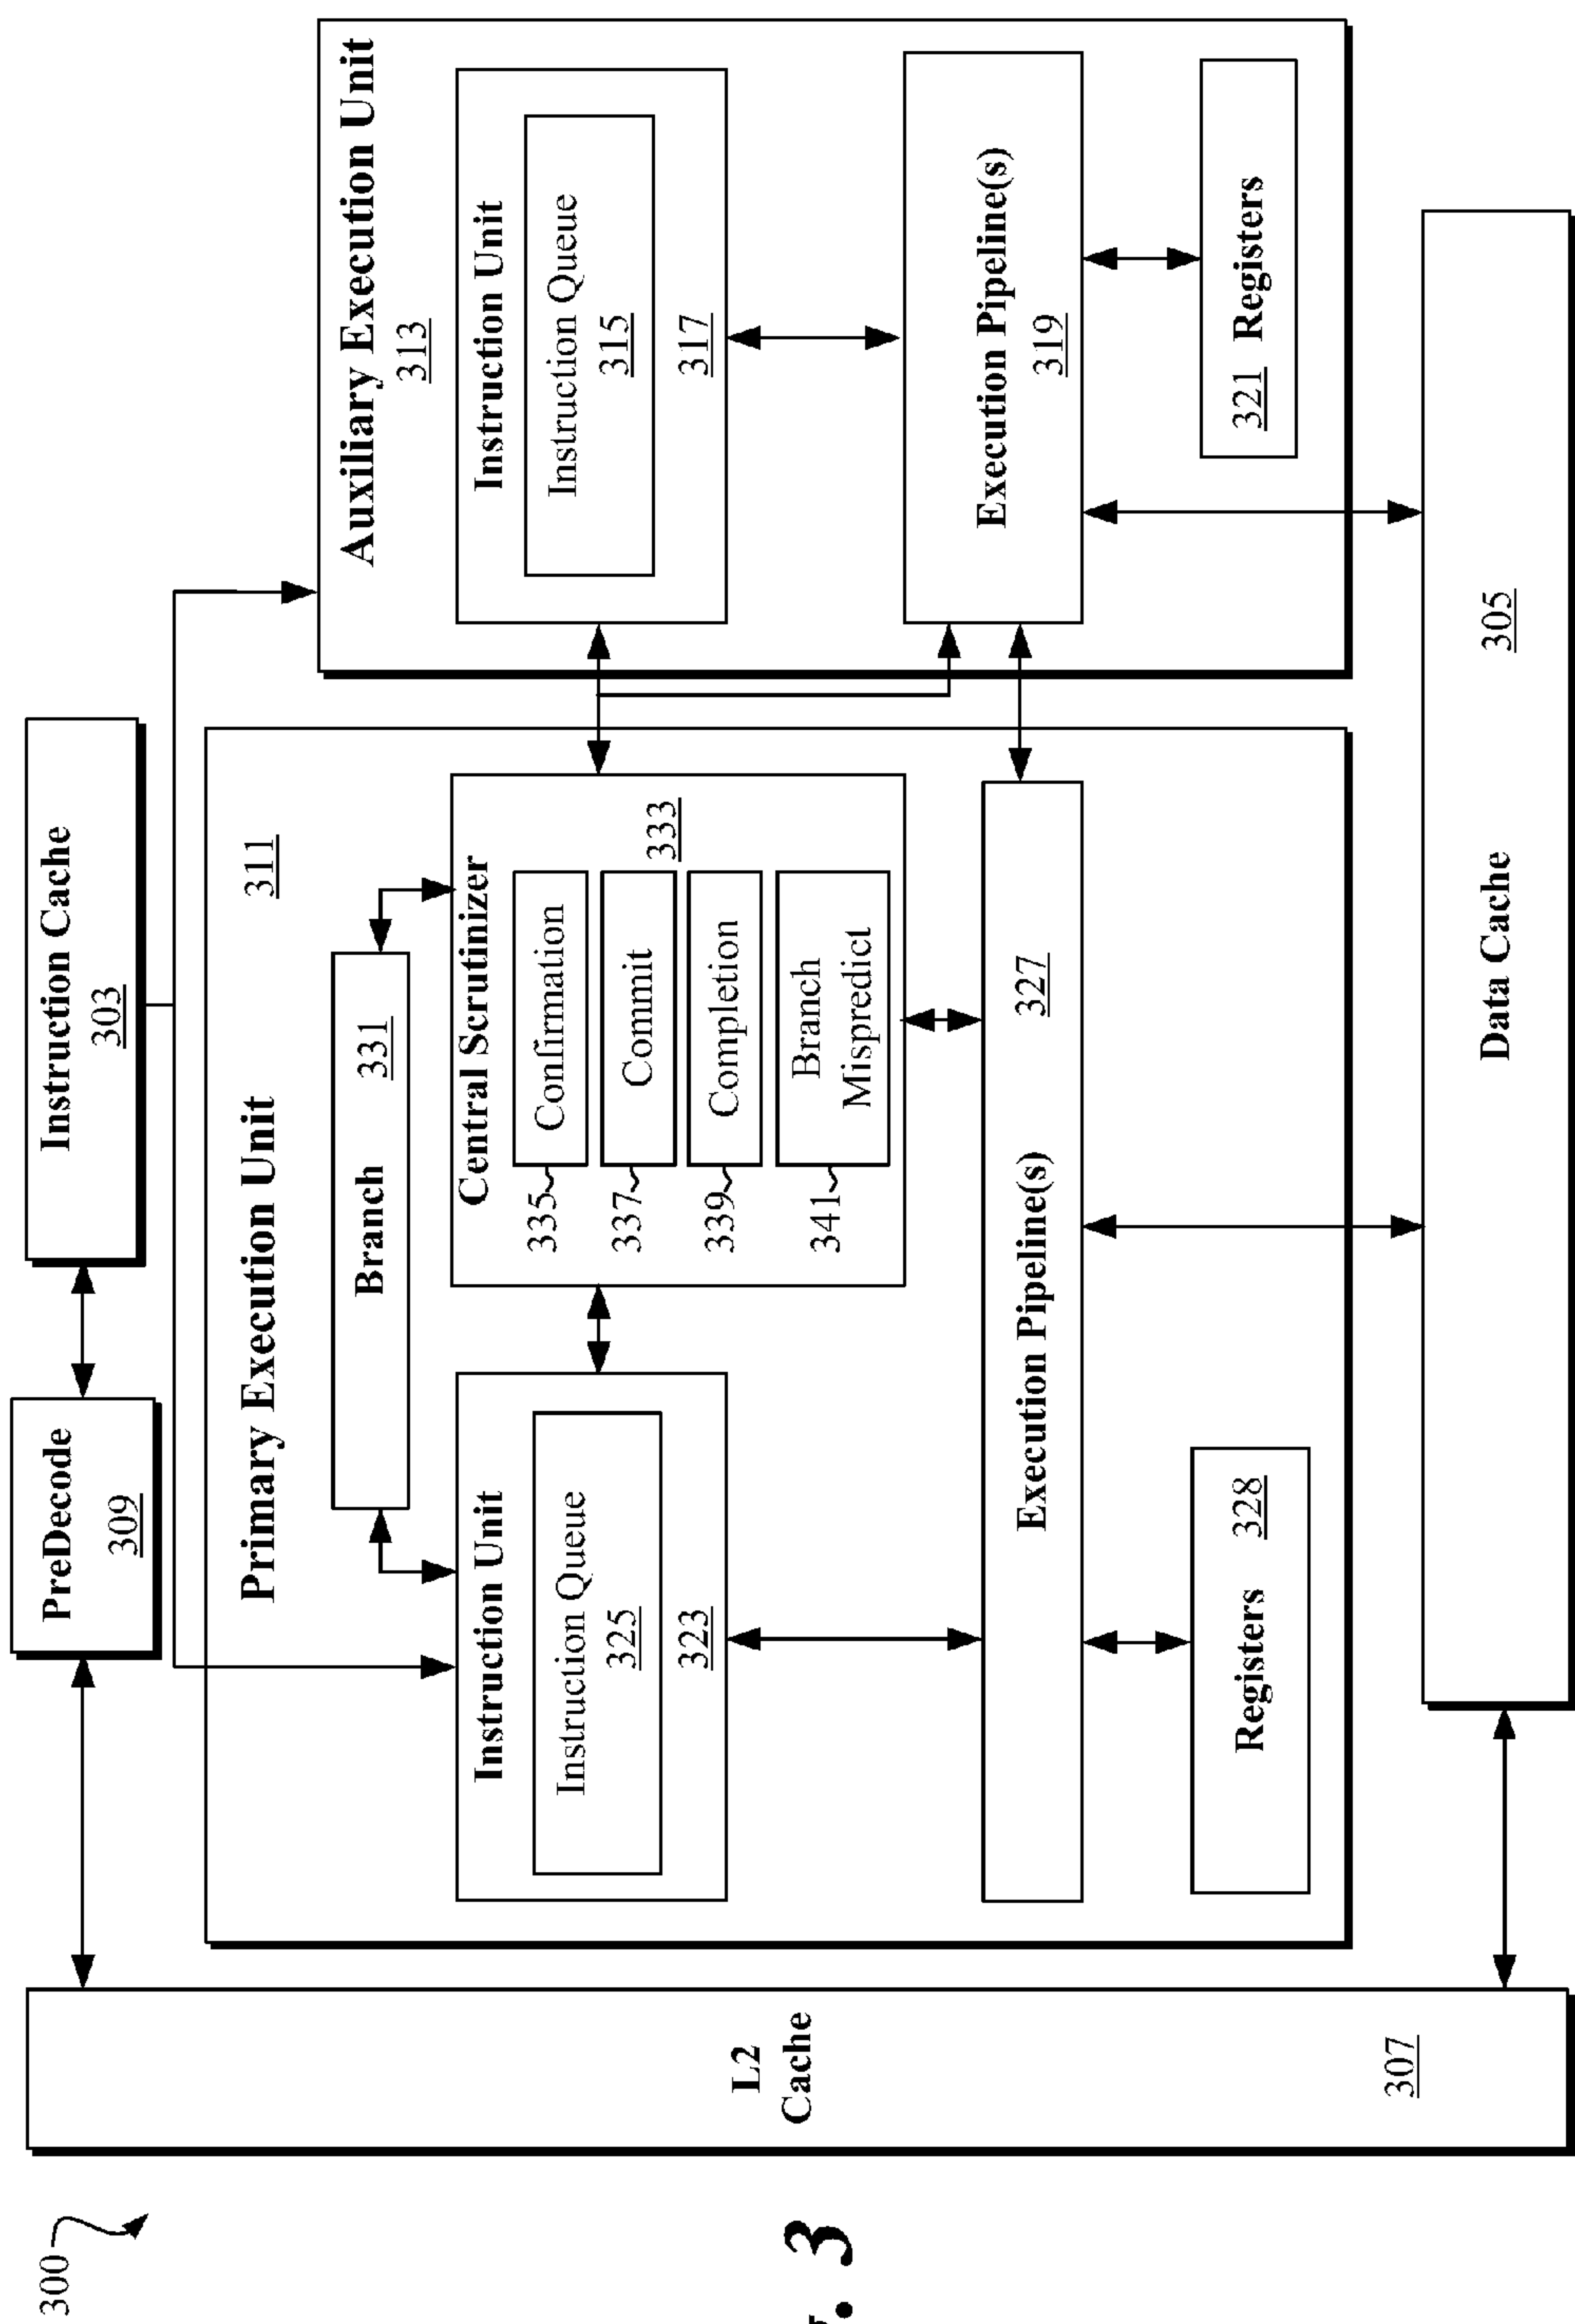 300
L2
Cache
307
PreDecode
309
Instruction Cache
303
Primary Execution Unit
311
Branch
331
Instruction Unit
Instruction Queue
325
323
Central Scrutinizer
333
335
Confirmation
337
Commit
339
Completion
341
Branch
Mispredict
Execution Pipeline(s)
327
Registers
328
Auxiliary Execution Unit
313
Instruction Unit
Instruction Queue
315
317
Execution Pipeline(s)
319
321 Registers
Data Cache
305
. 3